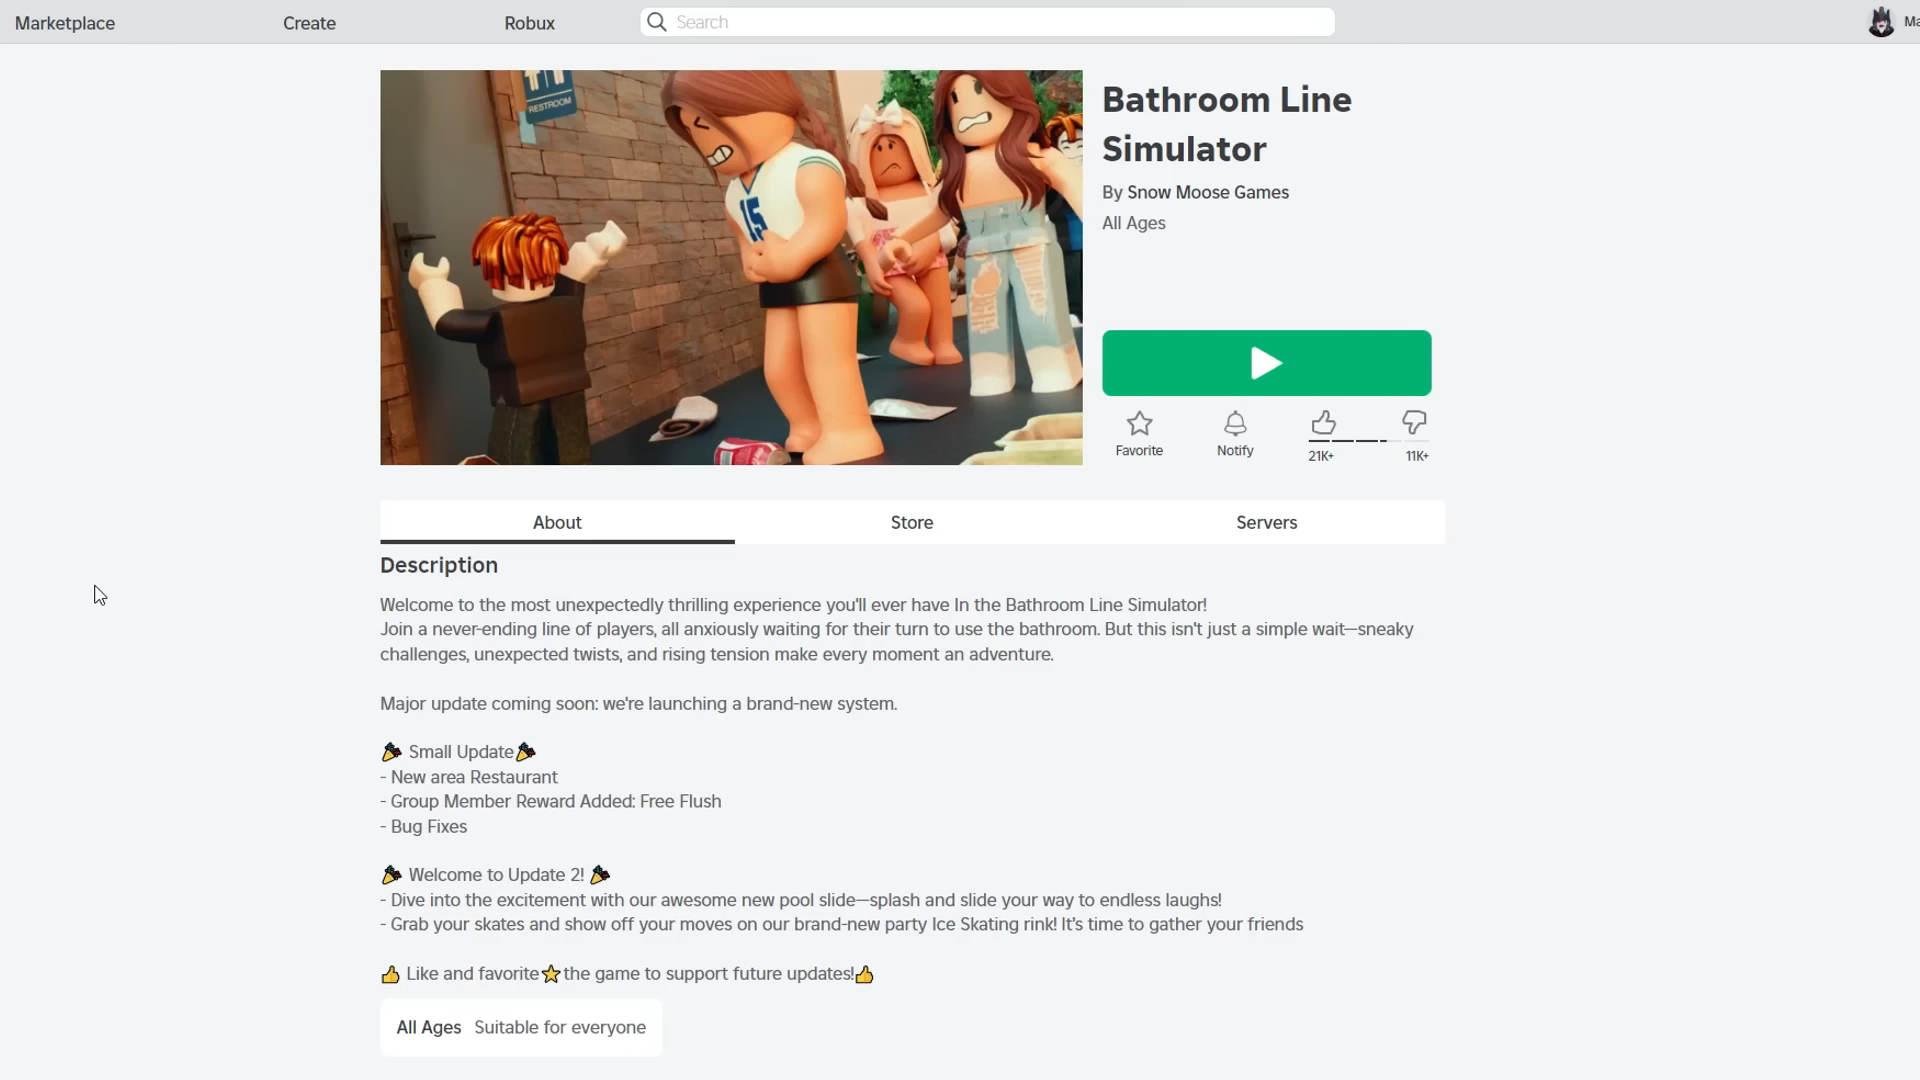 Marketplace
Create
Robux
Search
RESTROOM
15
Bathroom Line
Simulator
By Snow Moose Games
All Ages
Favorite
Notify
21K+
11K+
About
Store
Servers
Description
Welcome to the most unexpectedly thrilling experience you'll ever have In the Bathroom Line Simulator!
Join a never-ending line of players, all anxiously waiting for their turn to use the bathroom. But this isn't just a simple wait—sneaky
challenges, unexpected twists, and rising tension make every moment an adventure.
Major update coming soon: we're launching a brand-new system.
🎉 Small Update🎉
- New area Restaurant
- Group Member Reward Added: Free Flush
- Bug Fixes
🎉 Welcome to Update 2! 🎉
- Dive into the excitement with our awesome new pool slide—splash and slide your way to endless laughs!
- Grab your skates and show off your moves on our brand-new party Ice Skating rink! It's time to gather your friends
👍 Like and favorite⭐the game to support future updates!👍
All Ages Suitable for everyone